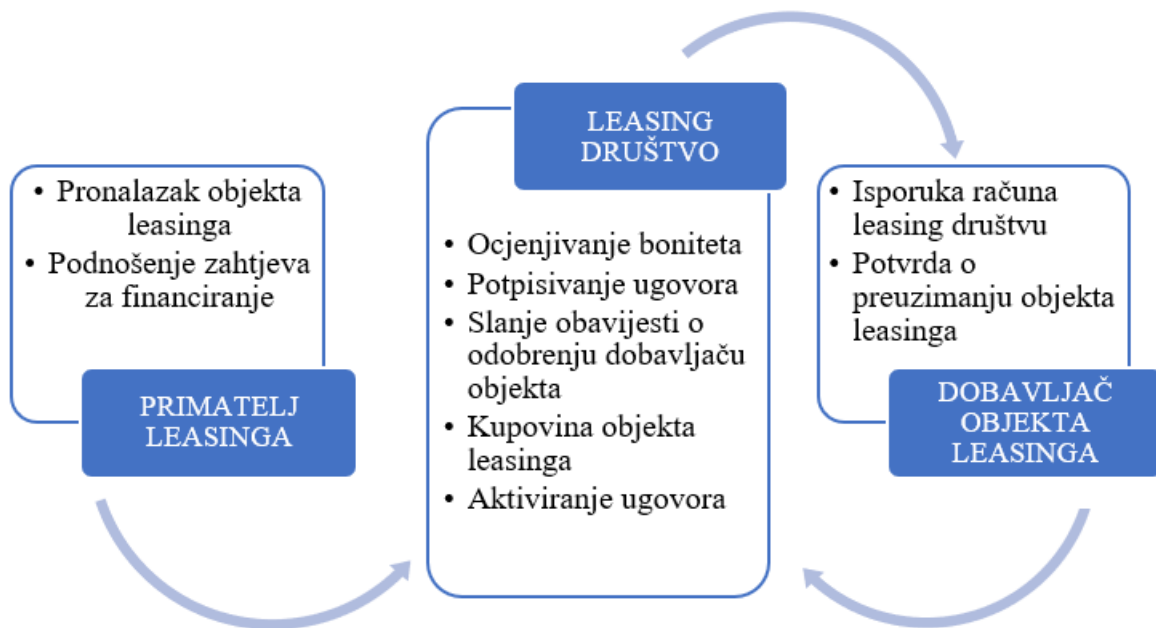 • Pronalazak objekta
leasinga
• Podnošenje zahtjeva
za financiranje
PRIMATELJ
LEASINGA
LEASING
DRUŠTVO
• Ocjenjivanje boniteta
• Potpisivanje ugovora
• Slanje obavijesti o
odobrenju dobavljaču
objekta
• Kupovina objekta
leasinga
• Aktiviranje ugovora
• Isporuka računa
leasing društvu
• Potvrda o
preuzimanju objekta
leasinga
DOBAVLJAČ
OBJEKTA
LEASINGA